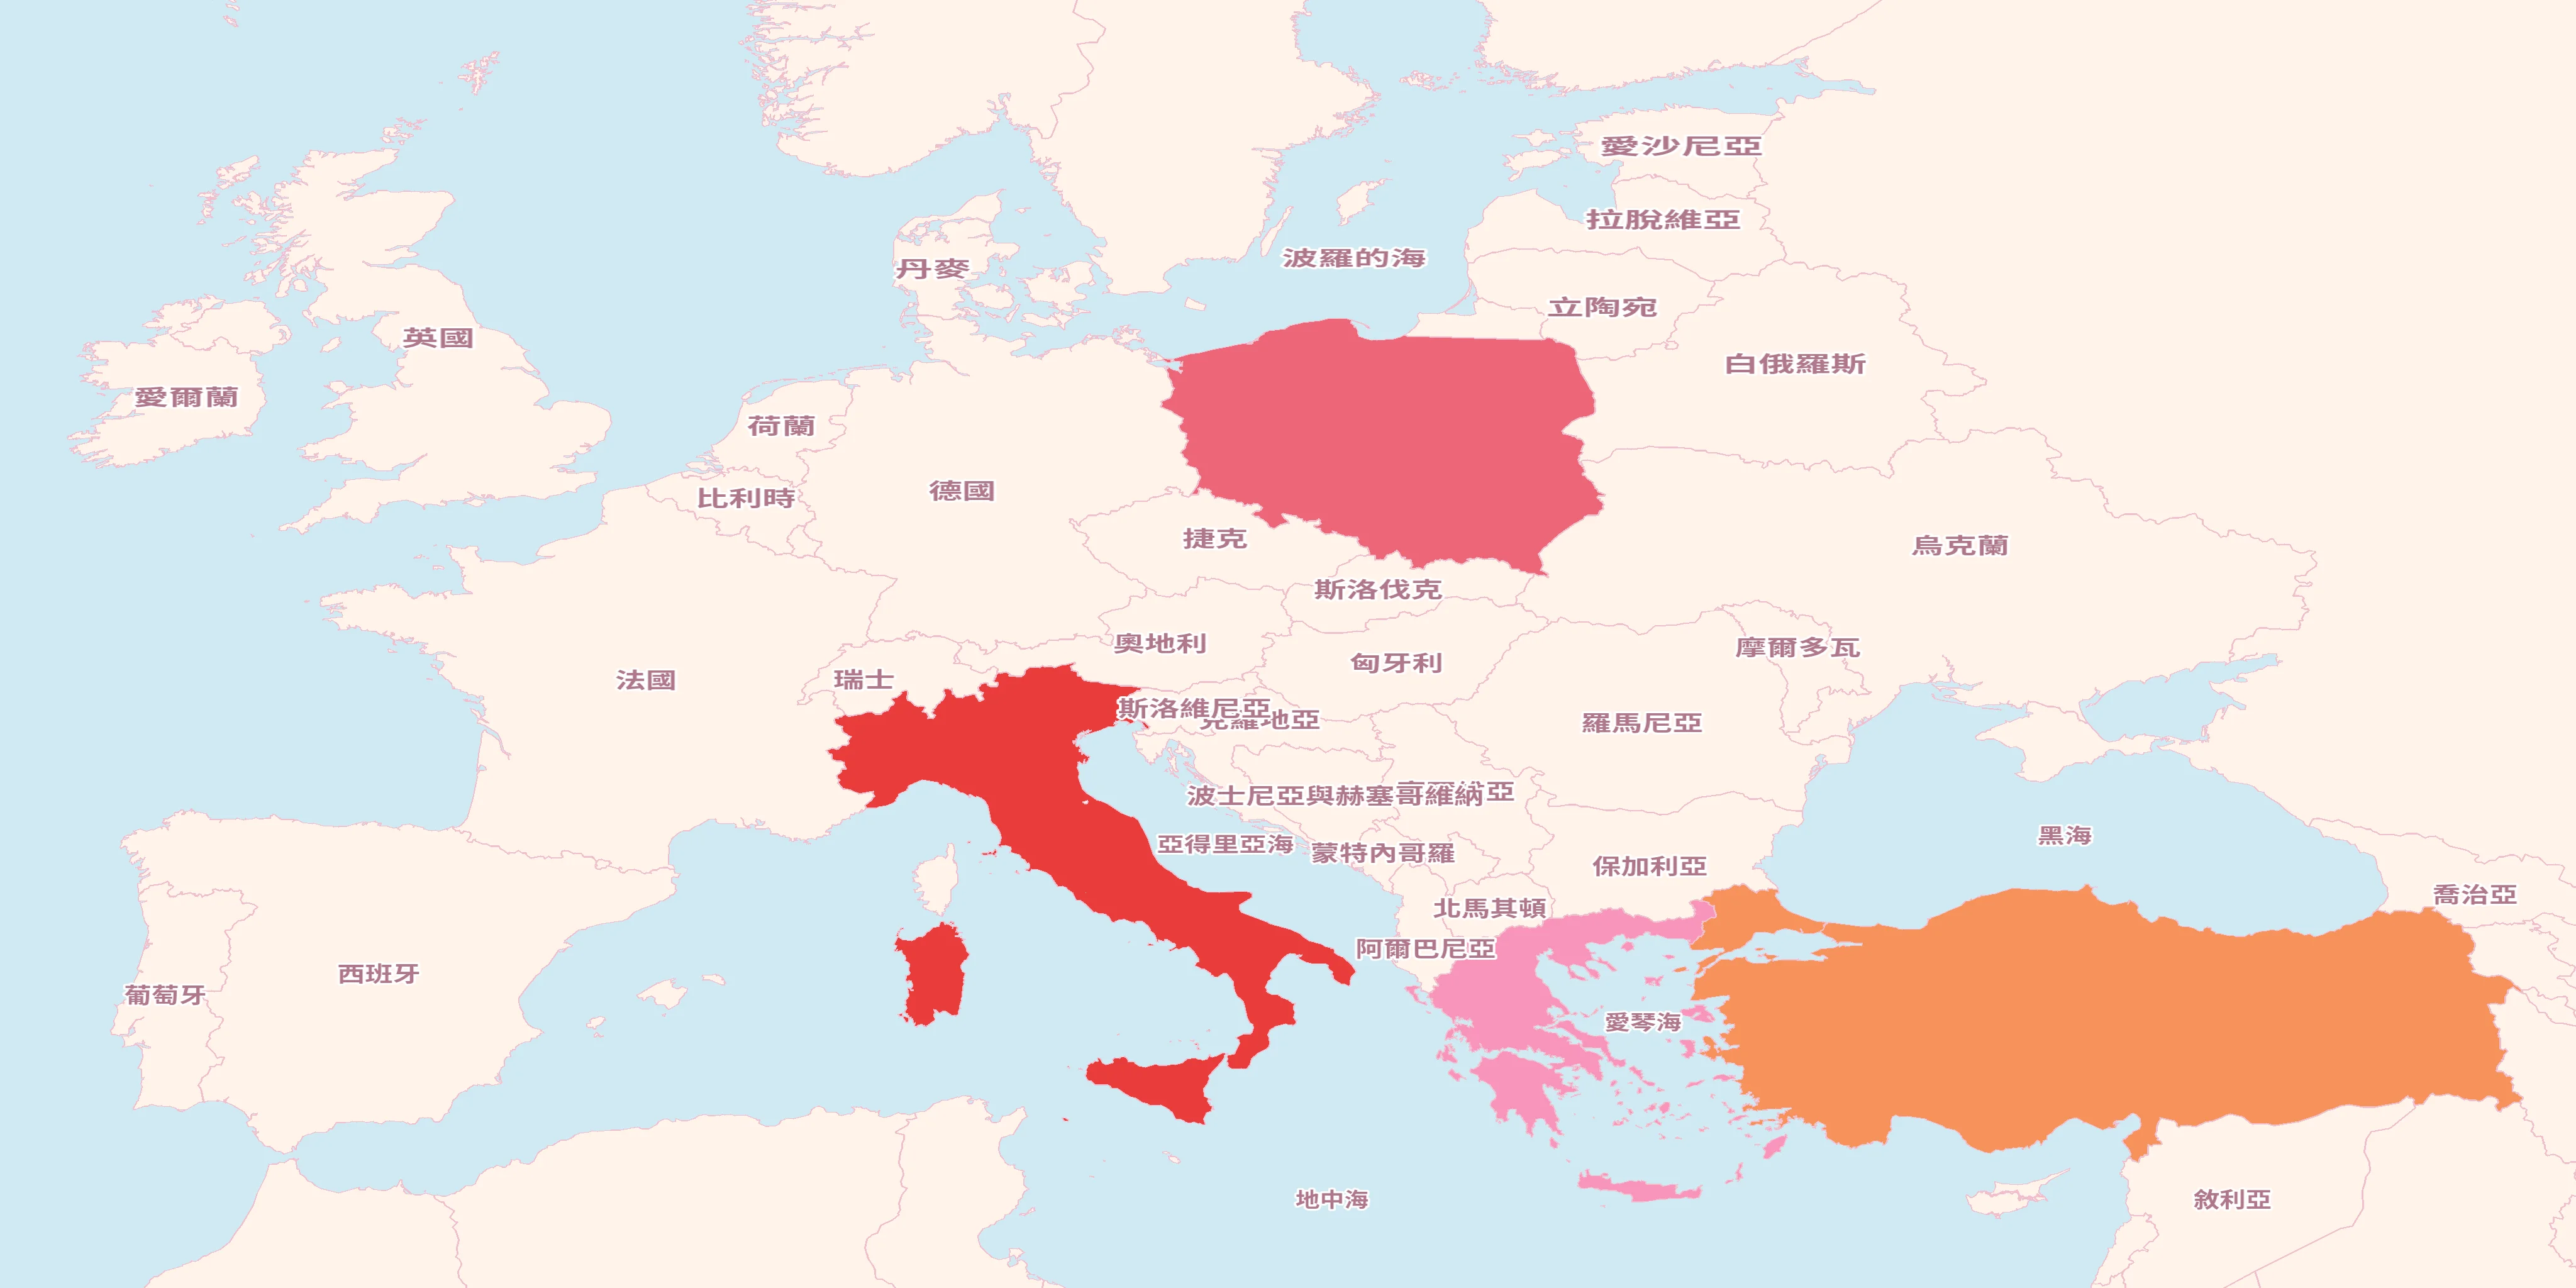 愛沙尼亞
拉脫維亞
波羅的海
丹麥
立陶宛
英國
白俄羅斯
愛爾蘭
荷蘭
德國
比利時
捷克
烏克蘭
斯洛伐克
奧地利
摩爾多瓦
匈牙利
法國
瑞士
斯洛維尼亞
克羅地亞
羅馬尼亞
波士尼亞與赫塞哥羅納
黑海
亞得里亞海
蒙特內哥羅
保加利亞
喬治亞
北馬其頓
阿爾巴尼亞
西班牙
葡萄牙
愛琴海
地中海
敘利亞